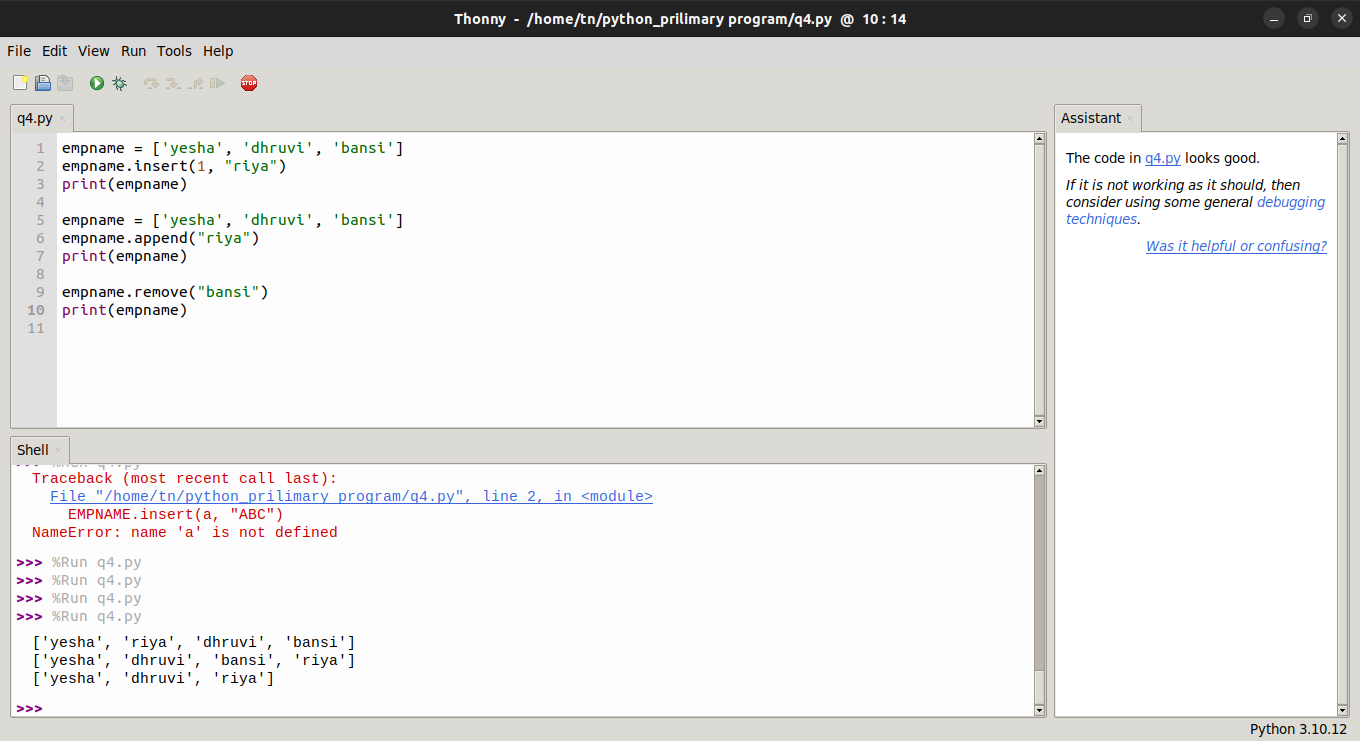 Thonny - /home/tn/python_prilimary program/q4.py @ 10 : 14
File Edit View Run Tools Help
STOP
q4.py
Assistant
1 empname = ['yesha', 'dhruvi', 'bansi']
2 empname.insert(1, "riya")
3 print(empname)
4
5 empname = ['yesha', 'dhruvi', 'bansi']
6 empname.append("riya")
7 print(empname)
8
9 empname.remove("bansi")
10 print(empname)
11
The code in q4.py looks good.
If it is not working as it should, then
consider using some general debugging
techniques.
Was it helpful or confusing?
Shell
>>> %Run q4.py
Traceback (most recent call last):
File "/home/tn/python_prilimary program/q4.py", line 2, in <module>
EMPNAME.insert(a, "ABC")
NameError: name 'a' is not defined
>>> %Run q4.py
>>> %Run q4.py
>>> %Run q4.py
>>> %Run q4.py
['yesha', 'riya', 'dhruvi', 'bansi']
['yesha', 'dhruvi', 'bansi', 'riya']
['yesha', 'dhruvi', 'riya']
>>>
Python 3.10.12